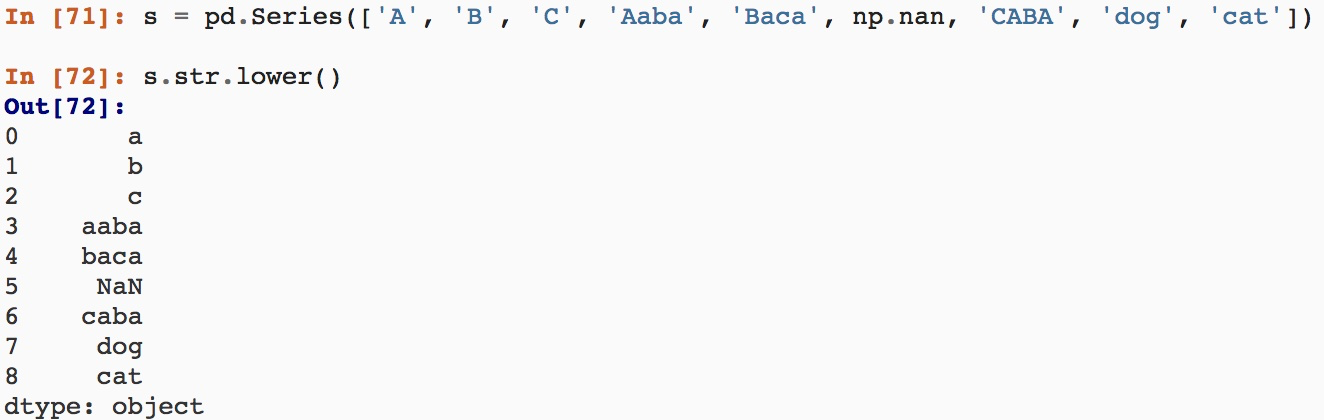 In [71]: s = pd.Series(['A', 'B', 'C', 'Aaba', 'Baca', np.nan, 'CABA', 'dog', 'cat'])
In [72]: s.str.lower()
Out[72]:
0       a
1       b
2       c
3    aaba
4    baca
5     NaN
6    caba
7     dog
8     cat
dtype: object